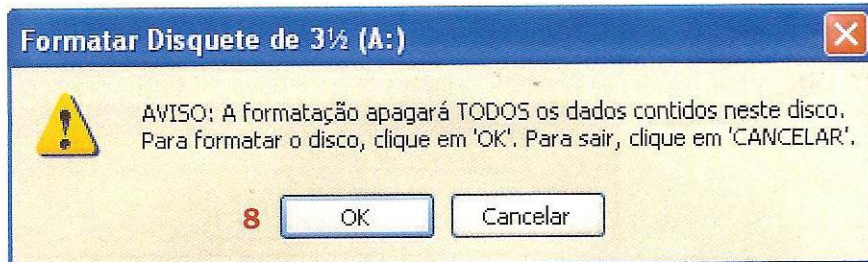 Formatar Disquete de 3½ (A:)
AVISO: A formatação apagará TODOS os dados contidos neste disco.
Para formatar o disco, clique em 'OK'. Para sair, clique em 'CANCELAR'.
8 OK Cancelar